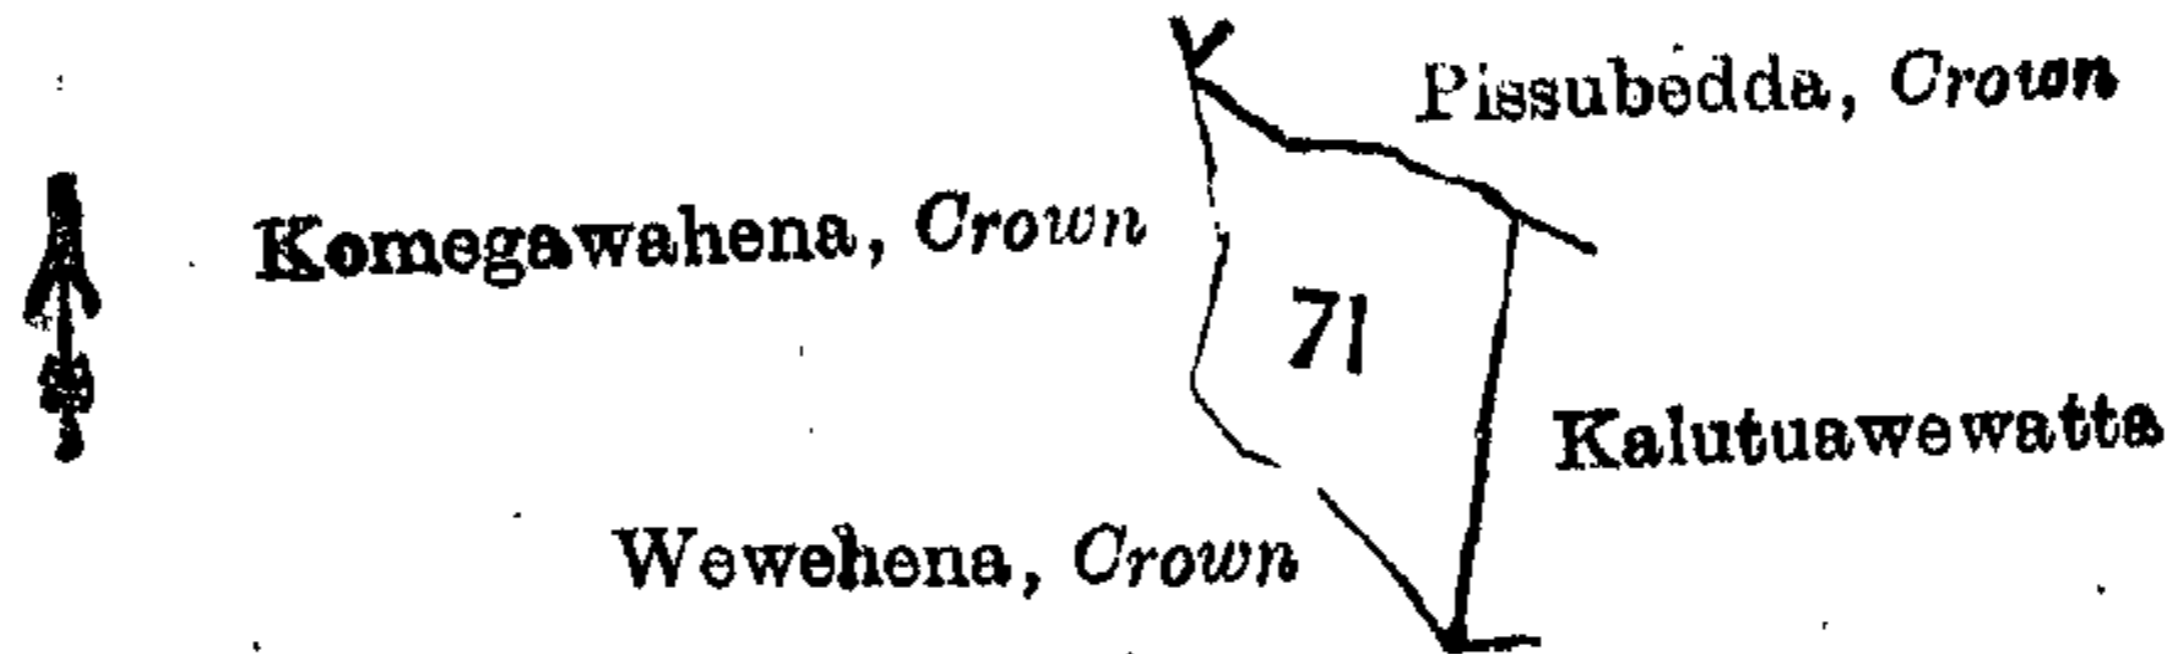 Pissubedda, Crown
Komegawahena, Crown
71
Kalutuawewatta
Wewehena, Crown